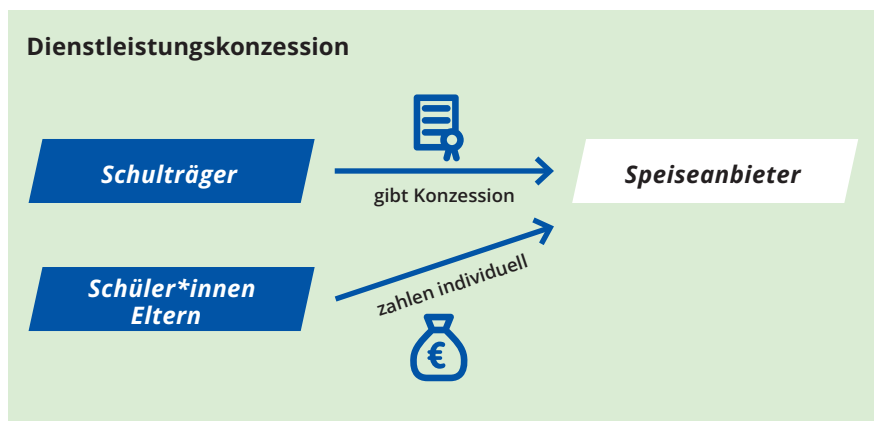 Dienstleistungskonzession
Schulträger
gibt Konzession
Speiseanbieter
Schüler*innen
Eltern
zahlen individuell
€